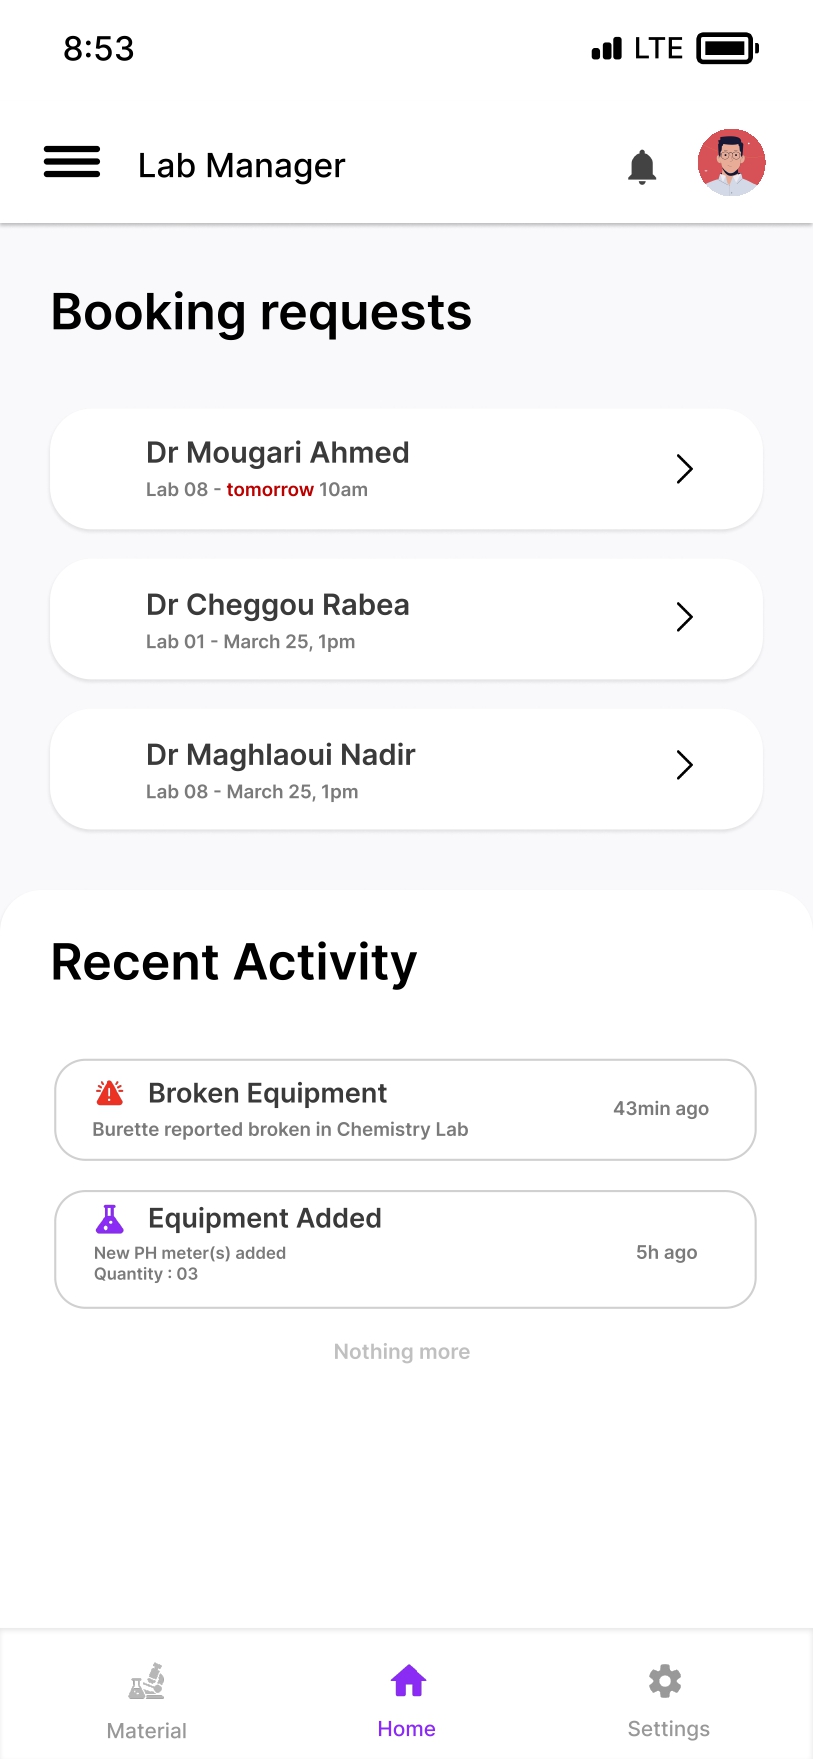 8:53 LTE
Lab Manager
Booking requests
Dr Mougari Ahmed
Lab 08 - tomorrow 10am
Dr Cheggou Rabea
Lab 01 - March 25, 1pm
Dr Maghlaoui Nadir
Lab 08 - March 25, 1pm
Recent Activity
Broken Equipment
43min ago
Burette reported broken in Chemistry Lab
Equipment Added
New PH meter(s) added
5h ago
Quantity : 03
Nothing more
Material Home Settings